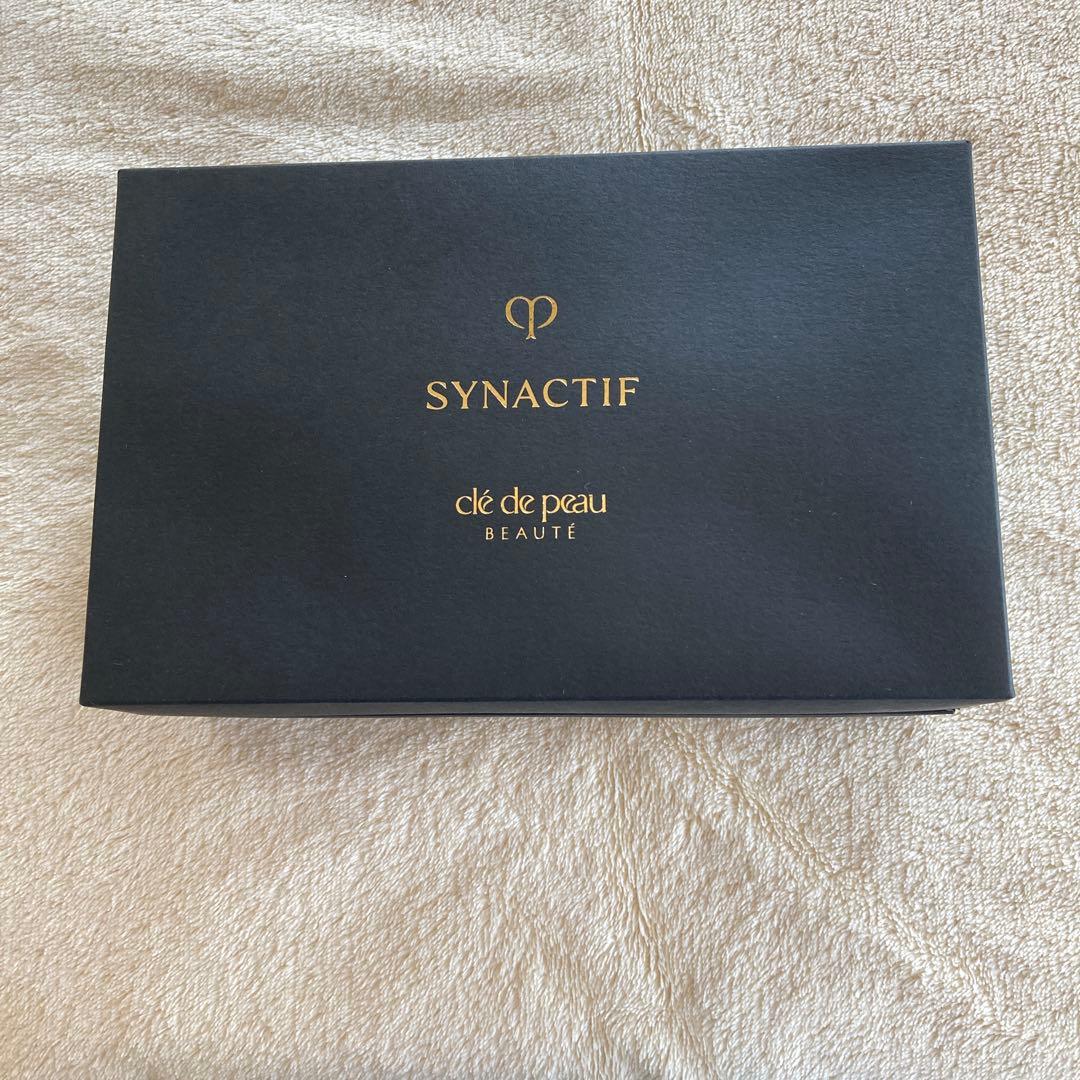 SYNACTIF
clé de peau
BEAUTÉ